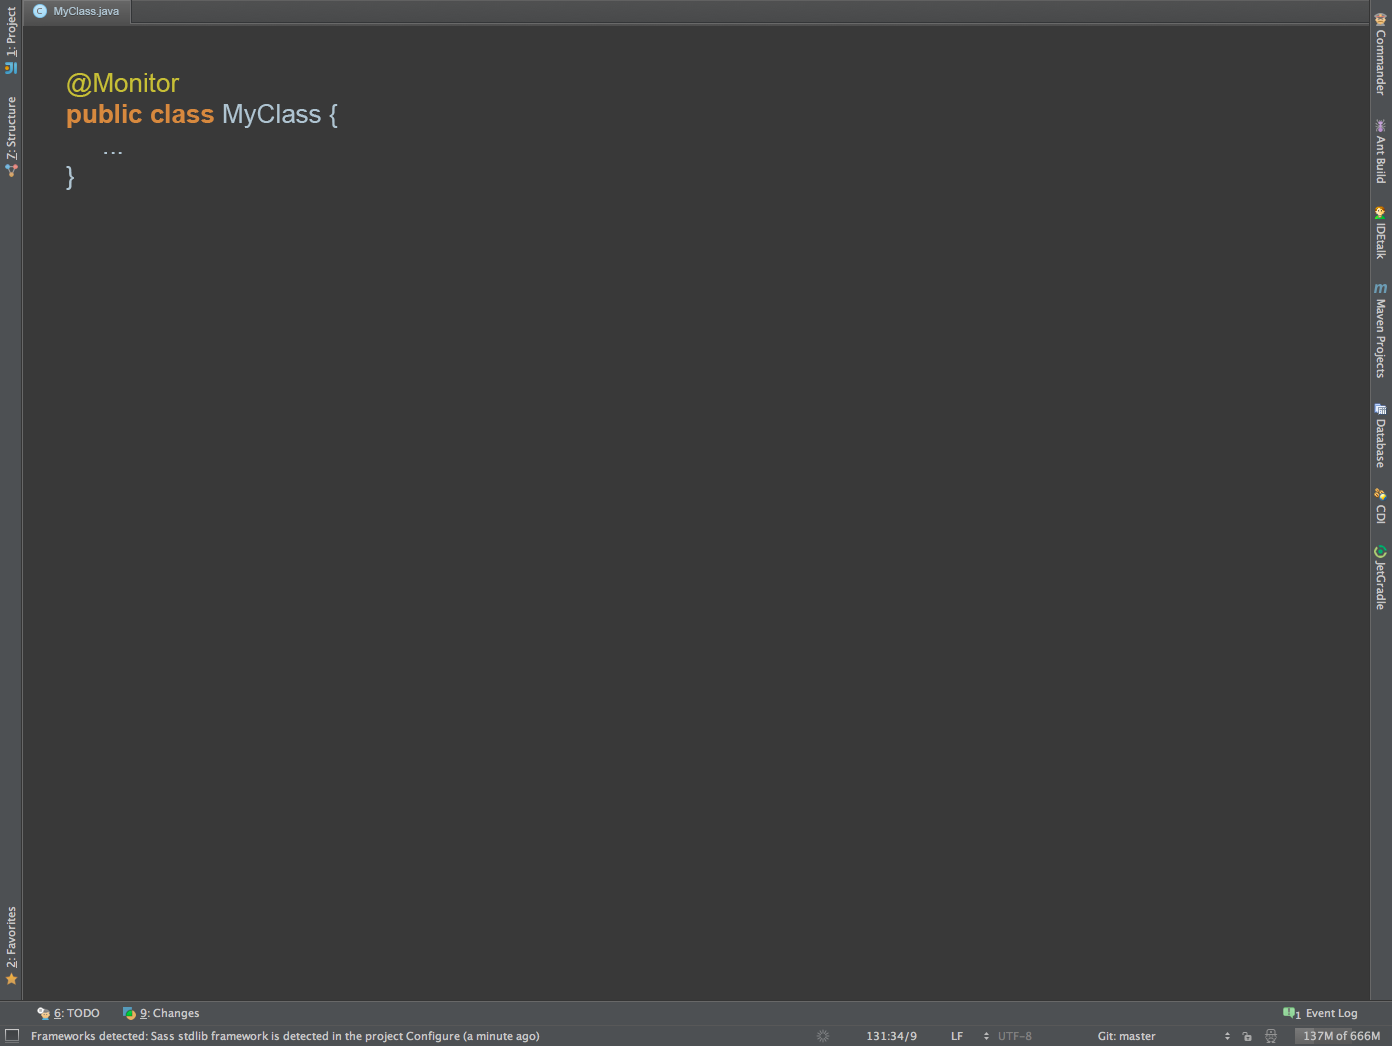 MyClass.java
1: Project
Z: Structure
2: Favorites
@Monitor
public class MyClass {
...
}
Commander
Ant Build
IDEtalk
m
Maven Projects
Database
CDI
JetGradle
6: TODO
9: Changes
1 Event Log
Frameworks detected: Sass stdlib framework is detected in the project Configure (a minute ago)
131:34/9
LF
UTF-8
Git: master
137M of 666M